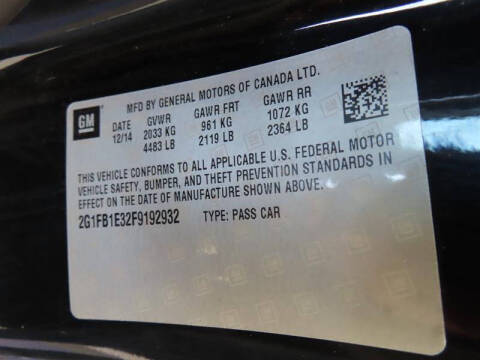 GM
MFD BY GENERAL MOTORS OF CANADA LTD.
DATE GVWR GAWR FRT GAWR RR
12/14 2033 KG 961 KG 1072 KG
4483 LB 2119 LB 2364 LB
THIS VEHICLE CONFORMS TO ALL APPLICABLE U.S. FEDERAL MOTOR
VEHICLE SAFETY, BUMPER, AND THEFT PREVENTION STANDARDS IN
EFFECT ON THE DATE OF MANUFACTURE SHOWN ABOVE.
2G1FB1E32F9192932 TYPE: PASS CAR